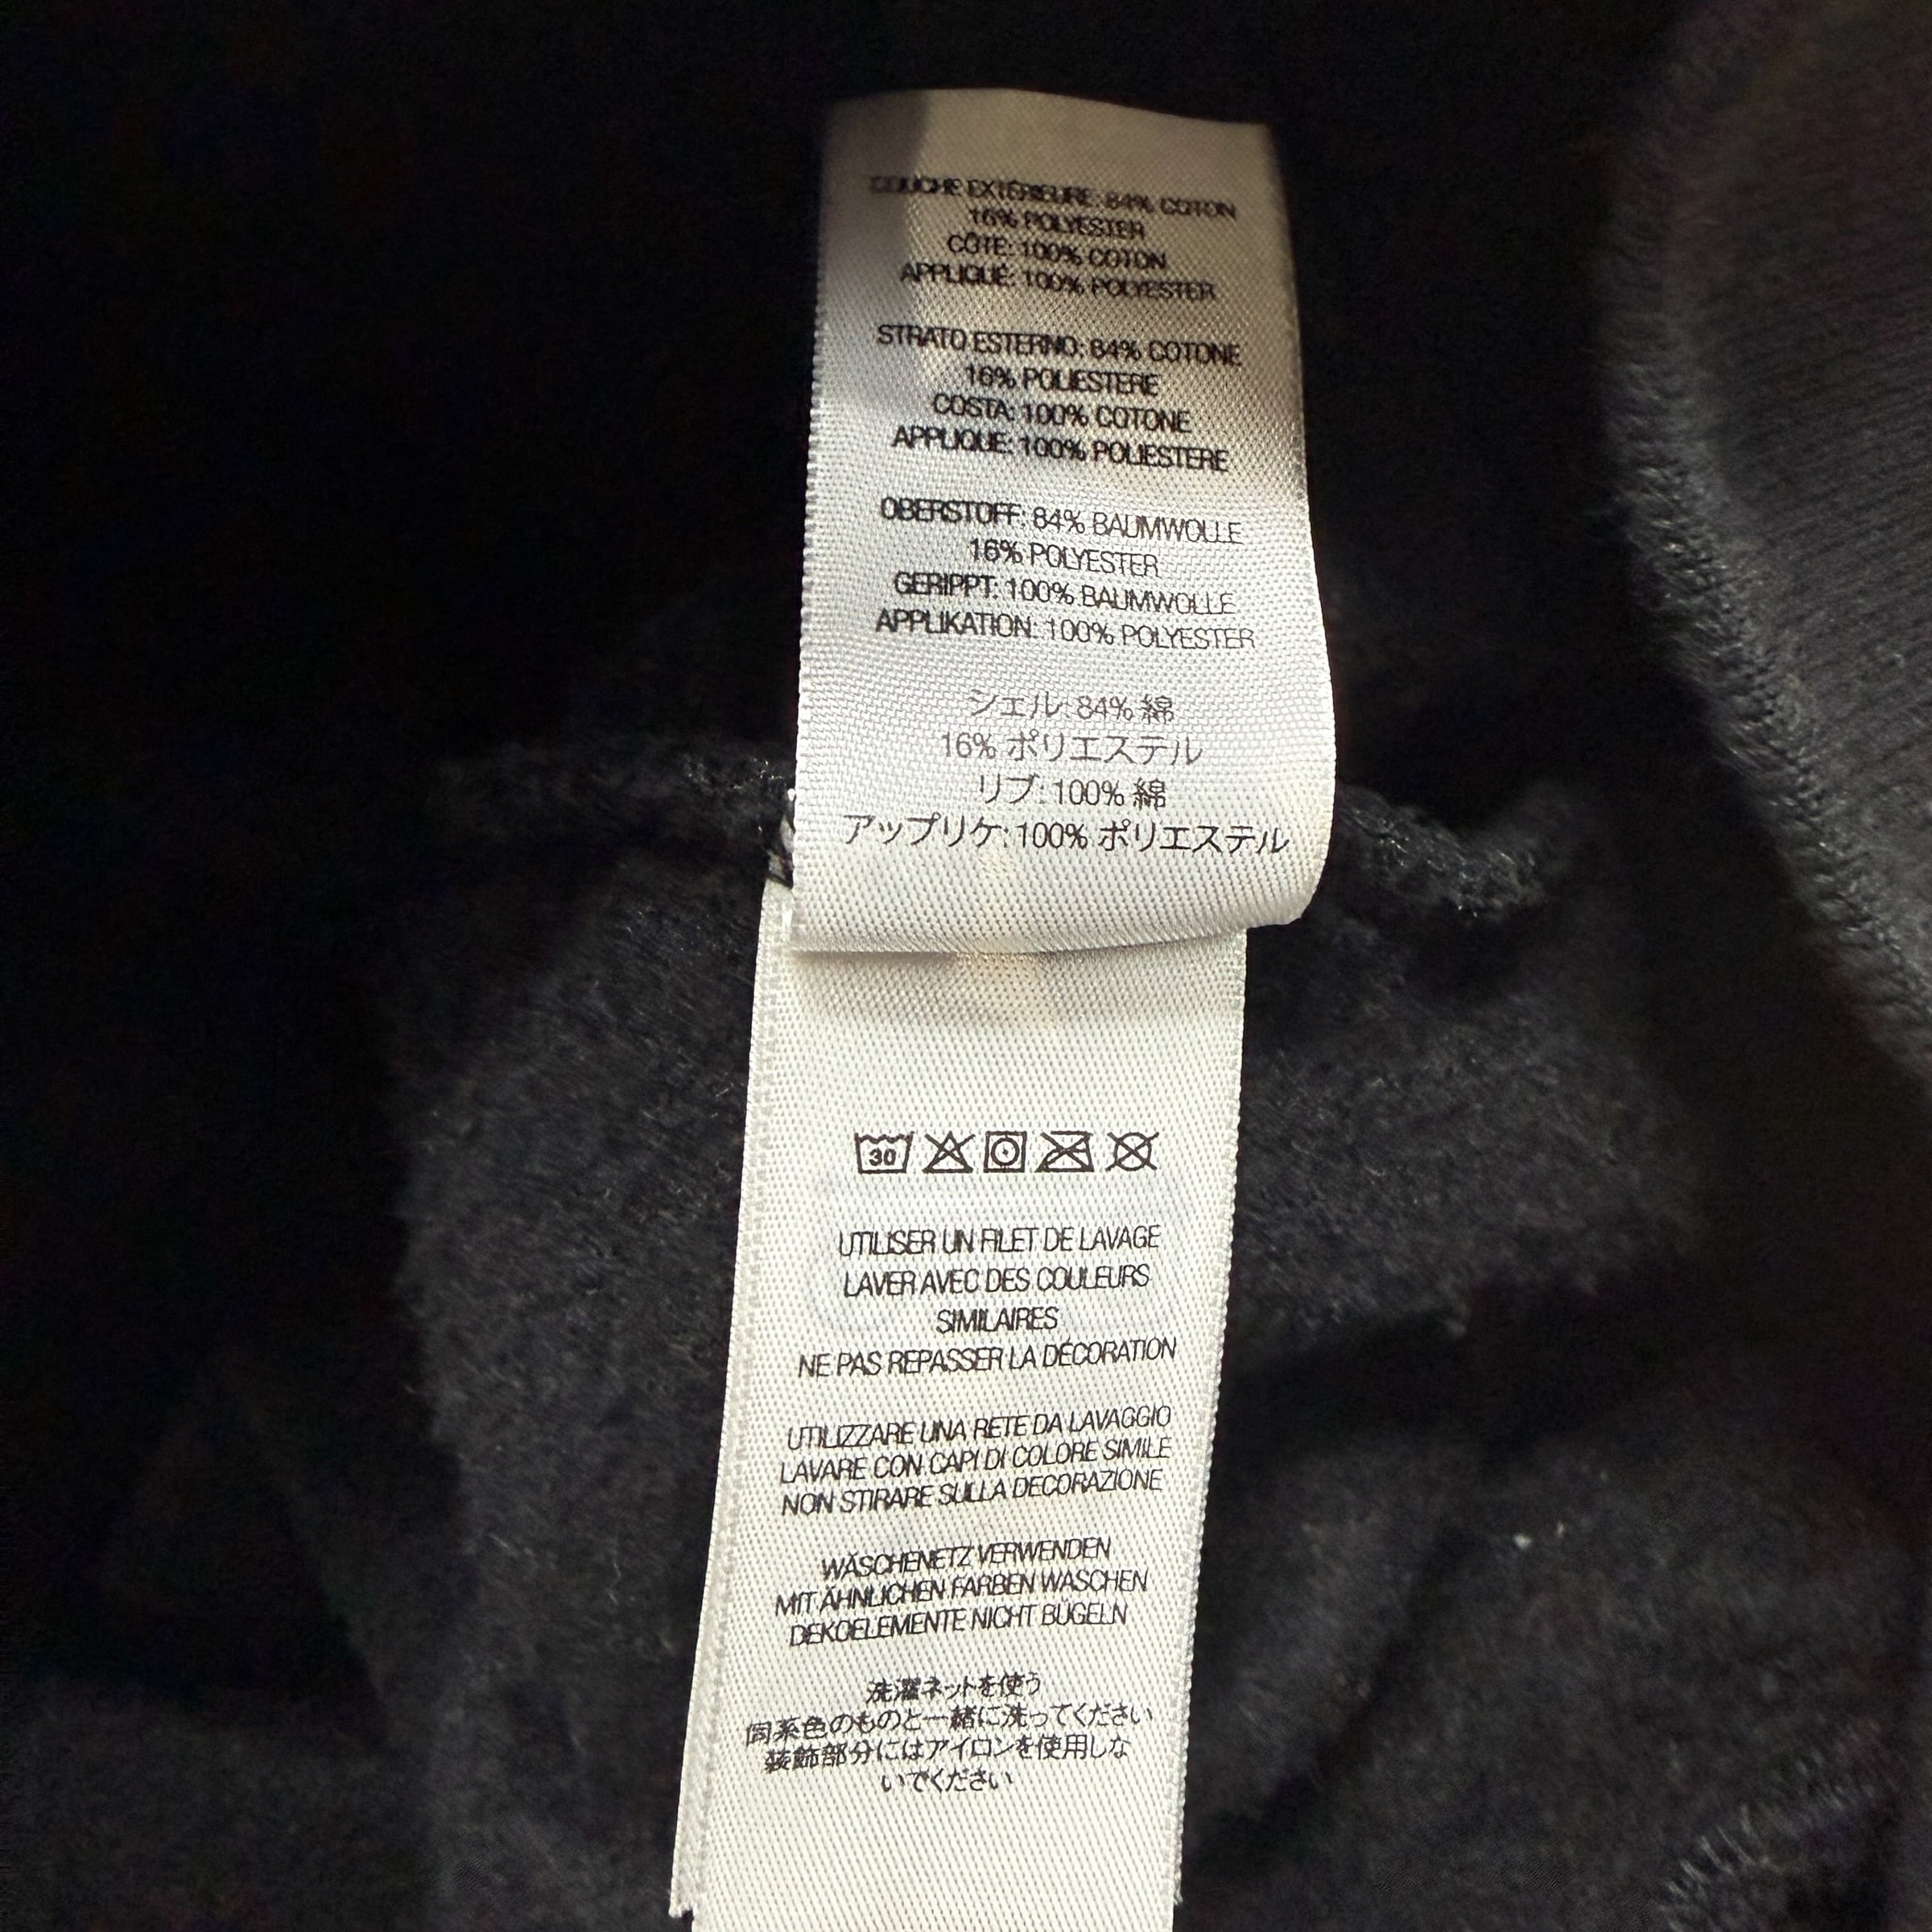 COUCHE EXTÉRIEURE: 84% COTON
16% POLYESTER
CÔTE: 100% COTON
APPLIQUÉ: 100% POLYESTER
STRATO ESTERNO: 84% COTONE
16% POLIESTERE
COSTA: 100% COTONE
APPLIQUE: 100% POLIESTERE
OBERSTOFF: 84% BAUMWOLLE
16% POLYESTER
GERIPPT: 100% BAUMWOLLE
APPLIKATION: 100% POLYESTER
シェル: 84% 綿
16% ポリエステル
リブ: 100% 綿
アップリケ: 100% ポリエステル
30
UTILISER UN FILET DE LAVAGE
LAVER AVEC DES COULEURS
SIMILAIRES
NE PAS REPASSER LA DÉCORATION
UTILIZZARE UNA RETE DA LAVAGGIO
LAVARE CON CAPI DI COLORE SIMILE
NON STIRARE SULLA DECORAZIONE
WÄSCHENETZ VERWENDEN
MIT ÄHNLICHEN FARBEN WASCHEN
DEKOELEMENTE NICHT BÜGELN
洗濯ネットを使う
同系色のものと一緒に洗ってください
装飾部分にはアイロンを使用しな
いでください